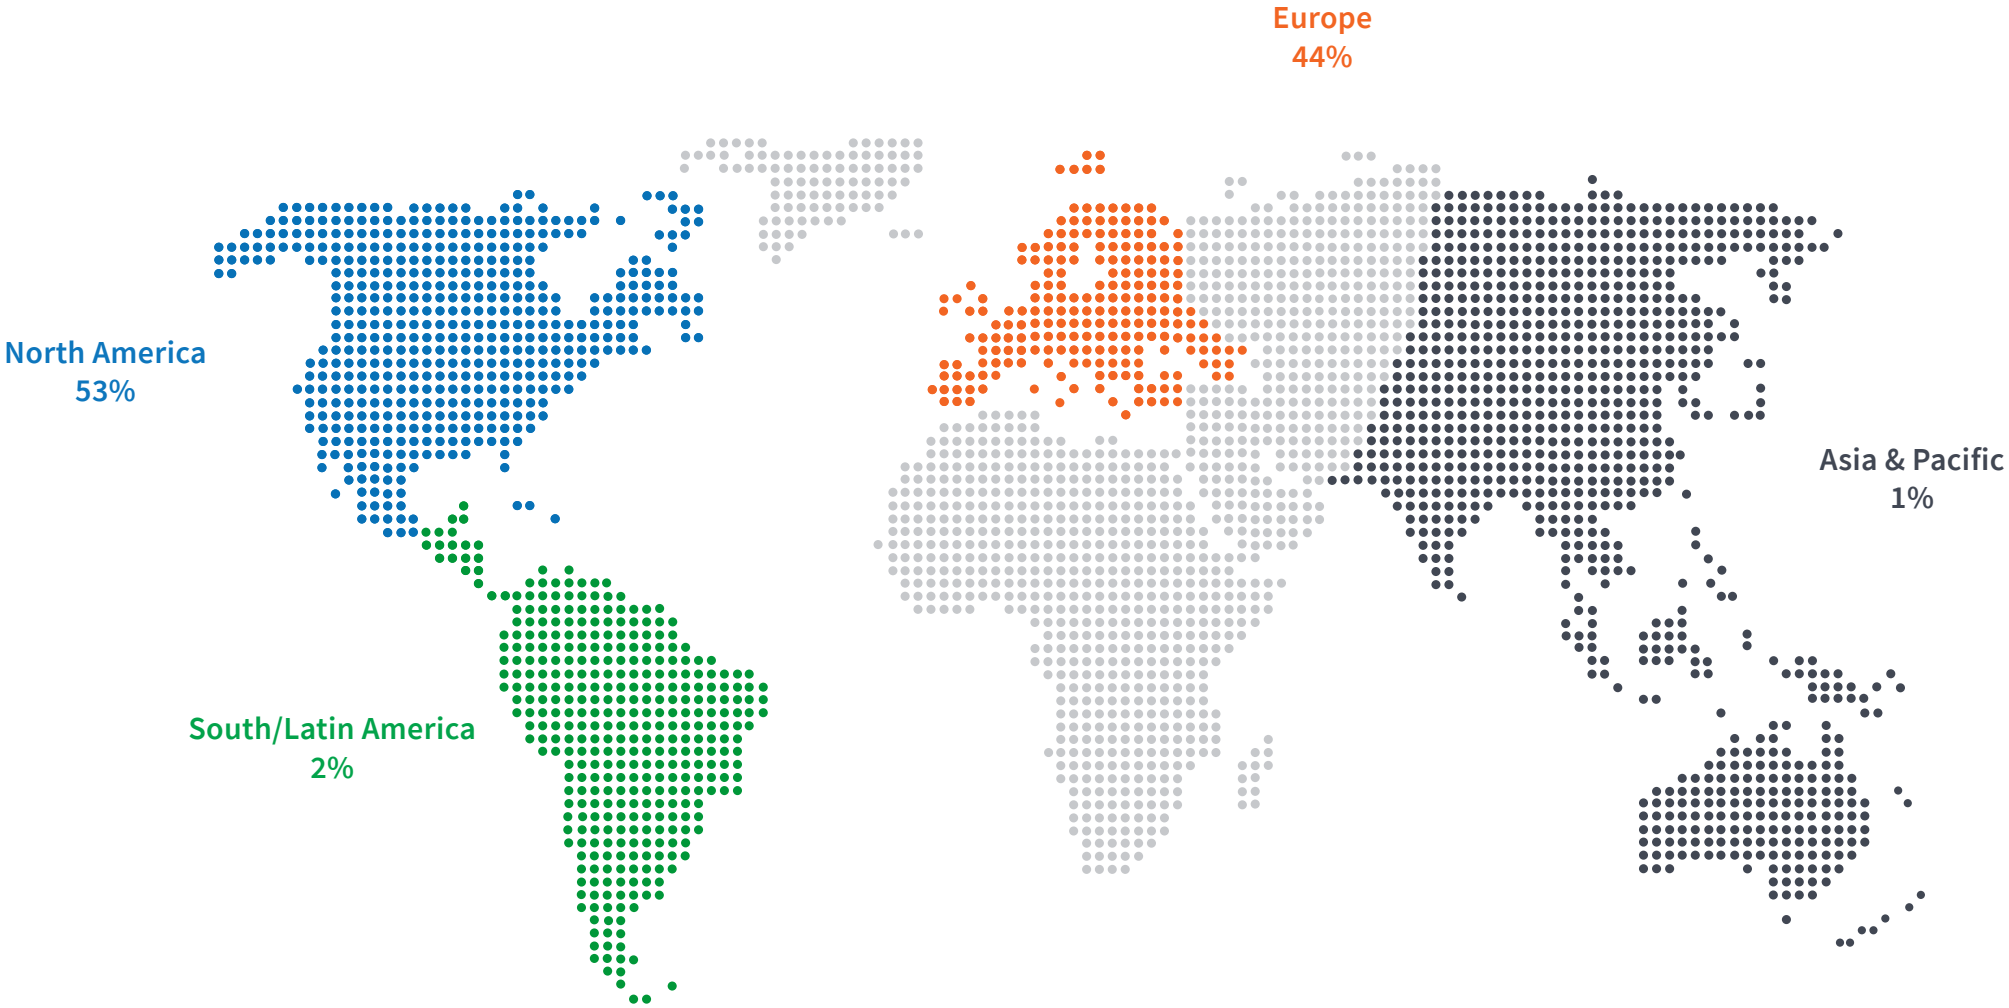 Europe
44%
North America
53%
Asia & Pacific
1%
South/Latin America
2%